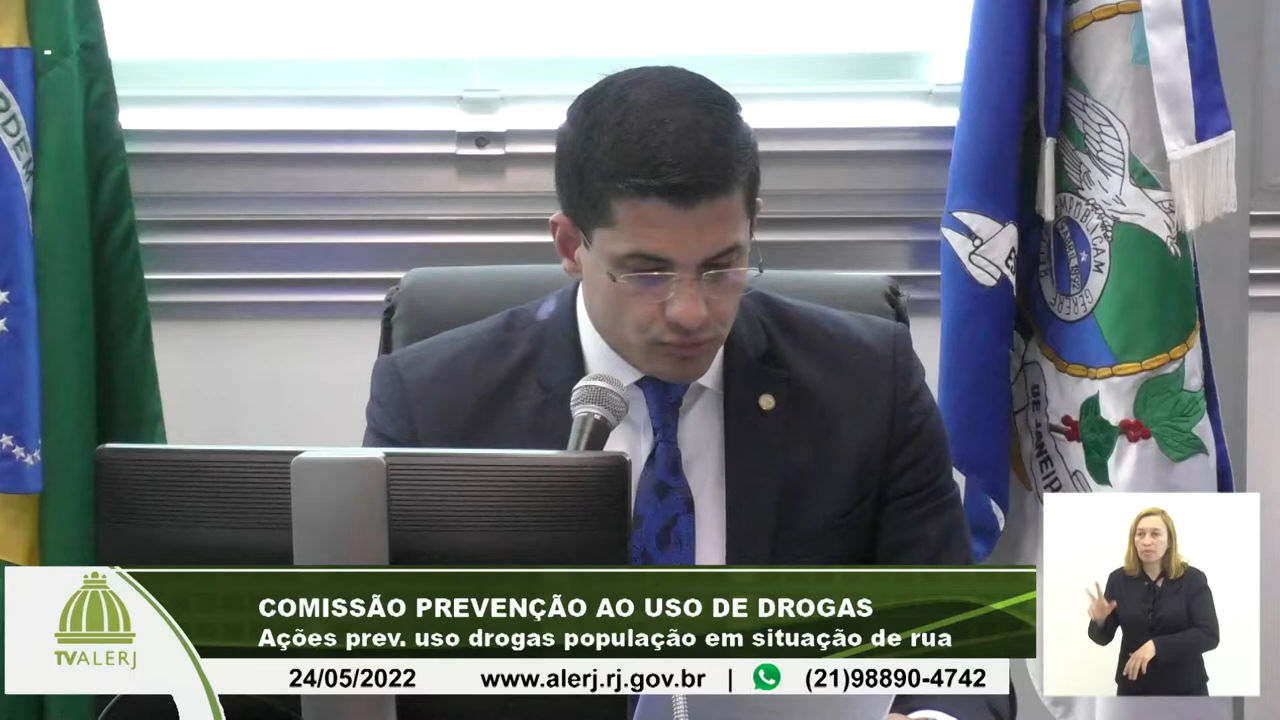 COMISSÃO PREVENÇÃO AO USO DE DROGAS
Ações prev. uso drogas população em situação de rua
TVALERJ
24/05/2022 www.alerj.rj.gov.br | (21)98890-4742